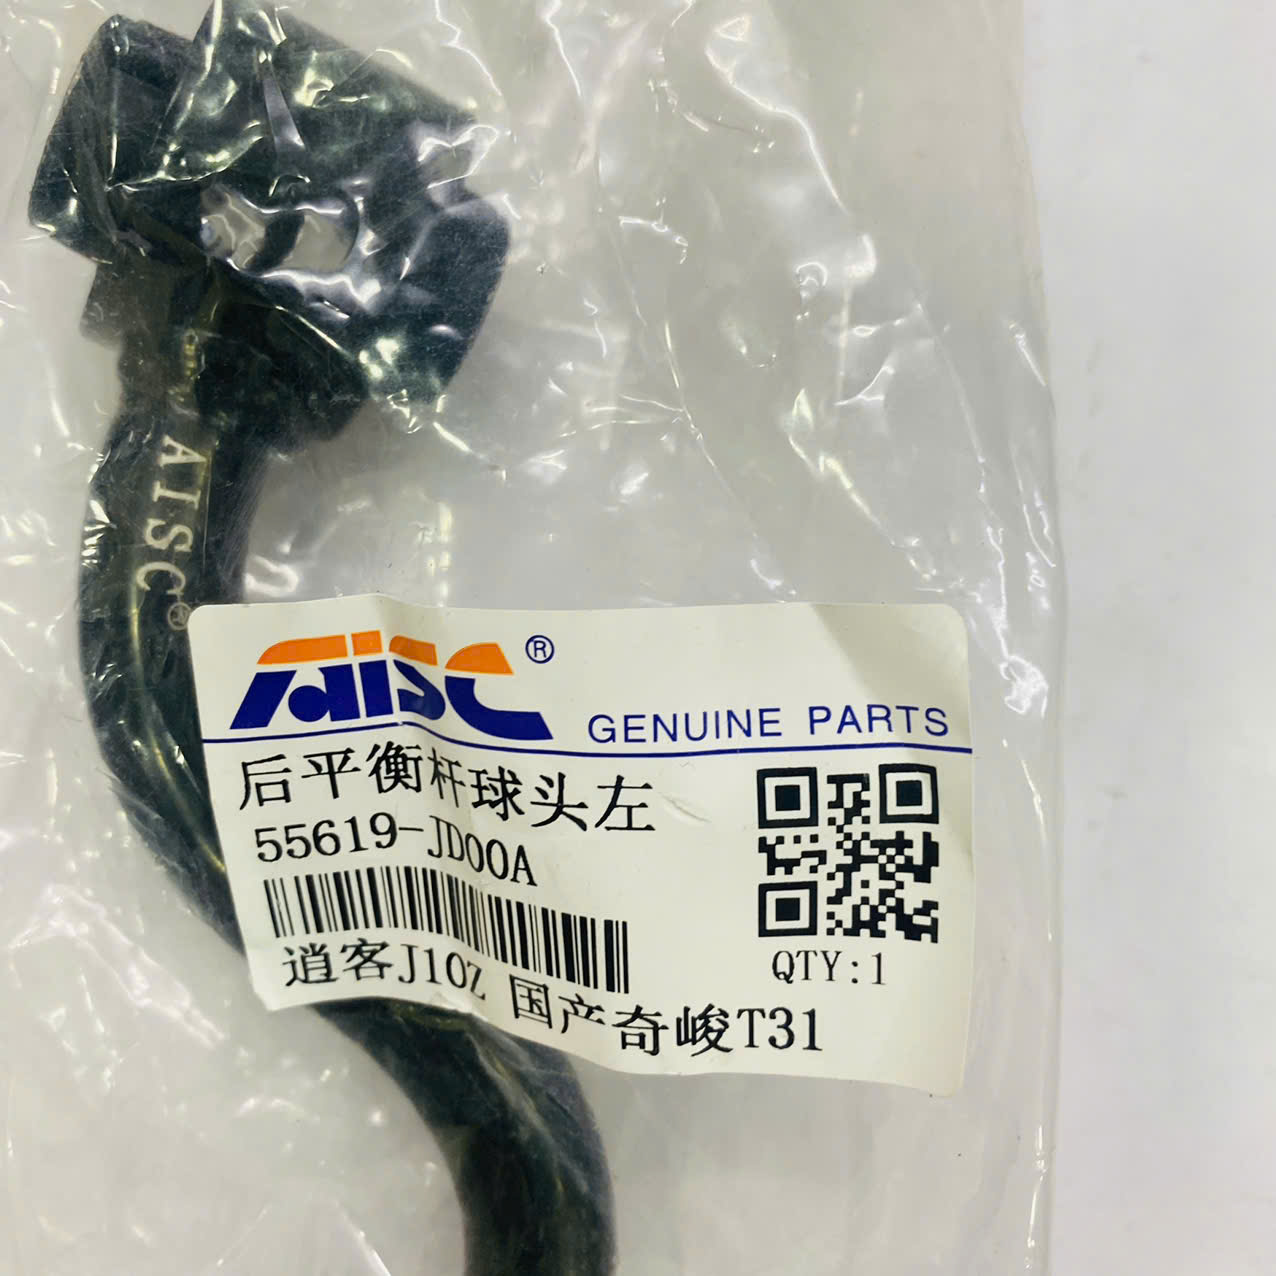 AISC®
AISC®
GENUINE PARTS
后平衡杆球头左
55619-JD00A
QTY:1
逍客J10Z 国产奇峻T31